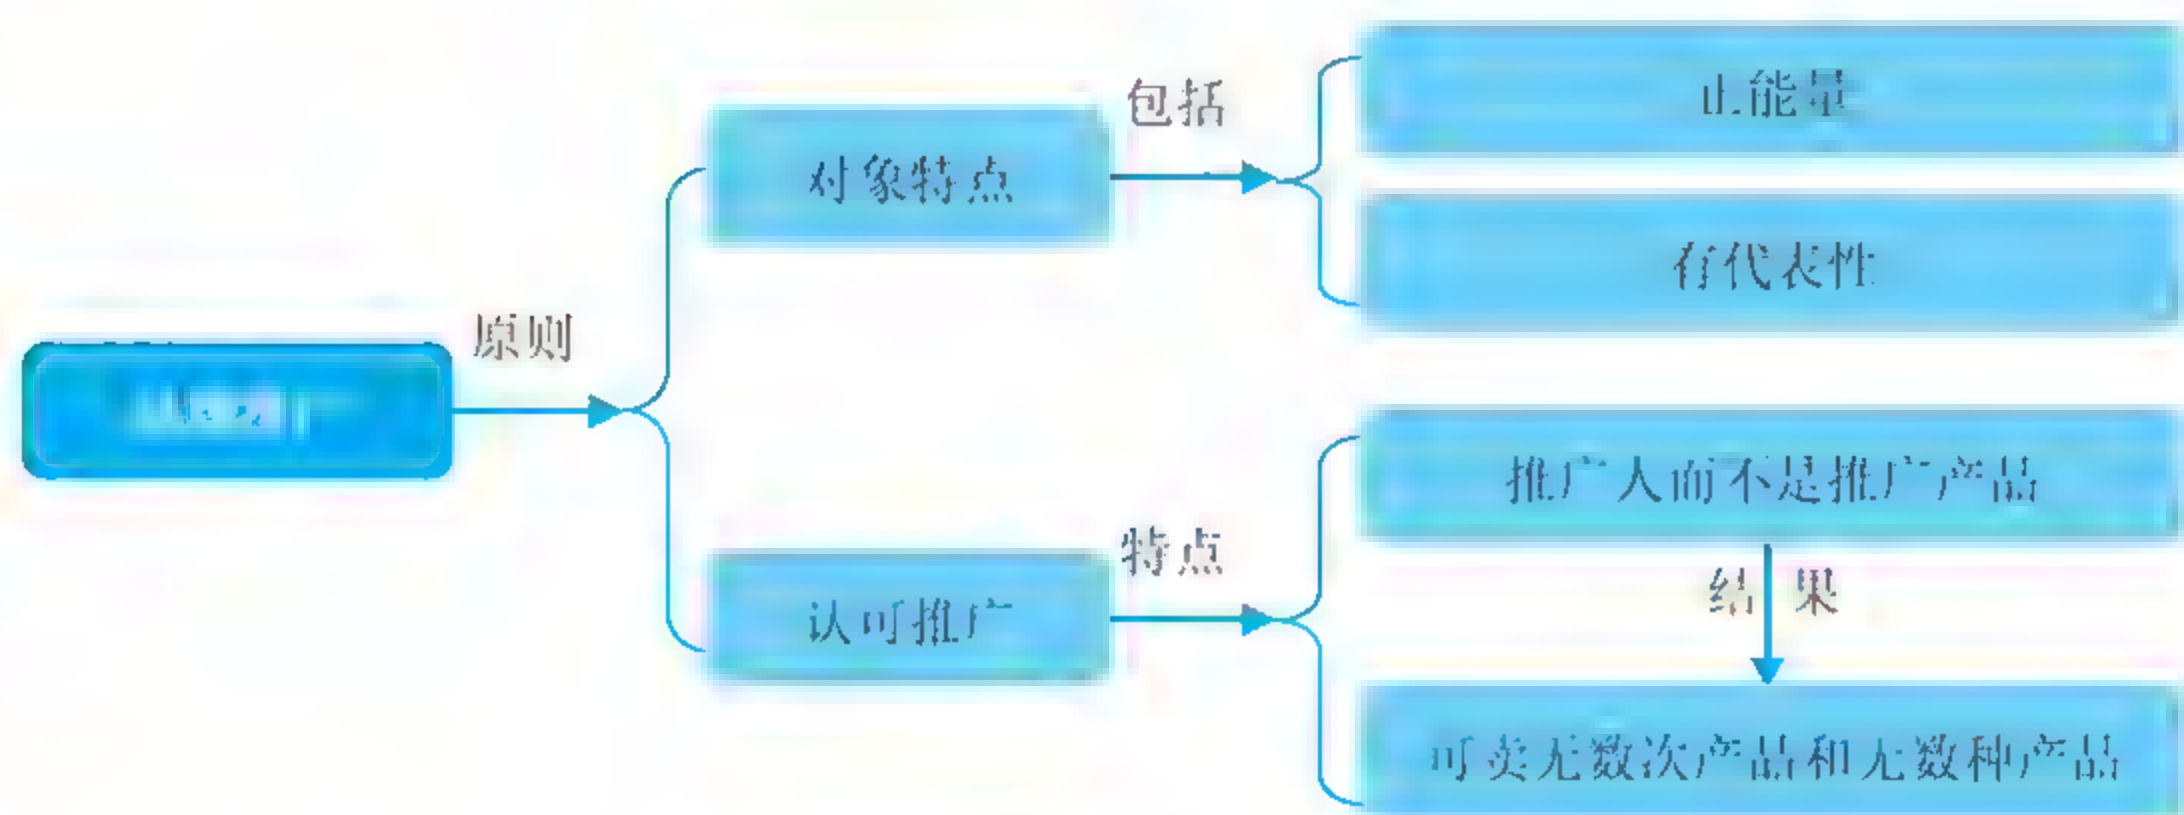 原则
对象特点
包括
正能量
有代表性
认可推广
特点
推广人而不是推广产品
结果
可卖无数次产品和无数种产品